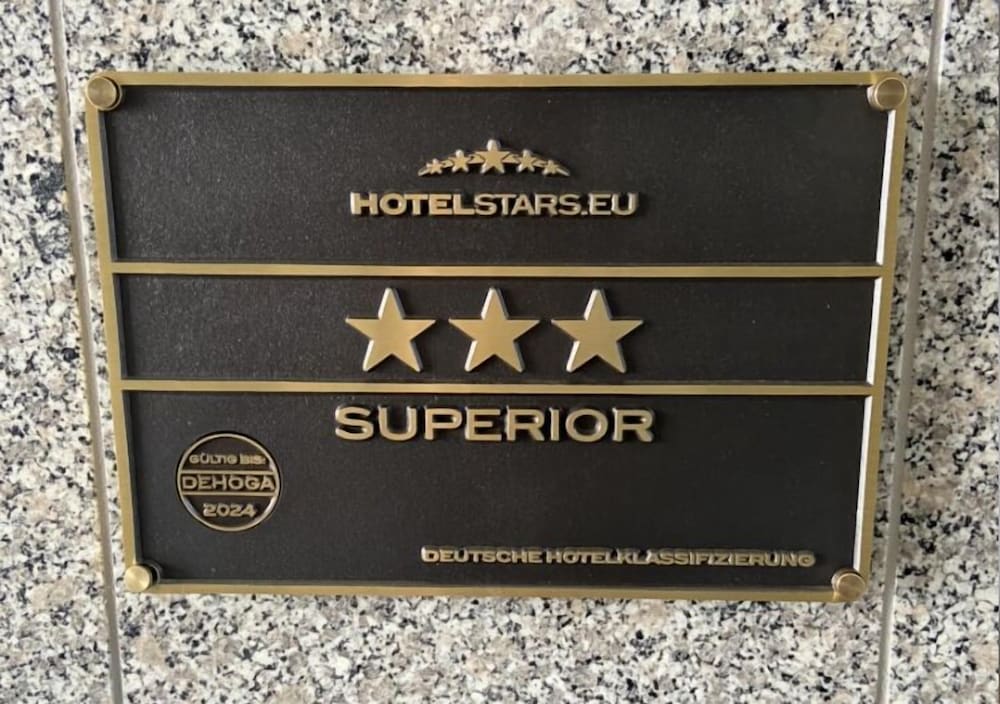 HOTELSTARS.EU
SUPERIOR
GÜLTIG BIS:
DEHOGA
2024
DEUTSCHE HOTELKLASSIFIZIERUNG